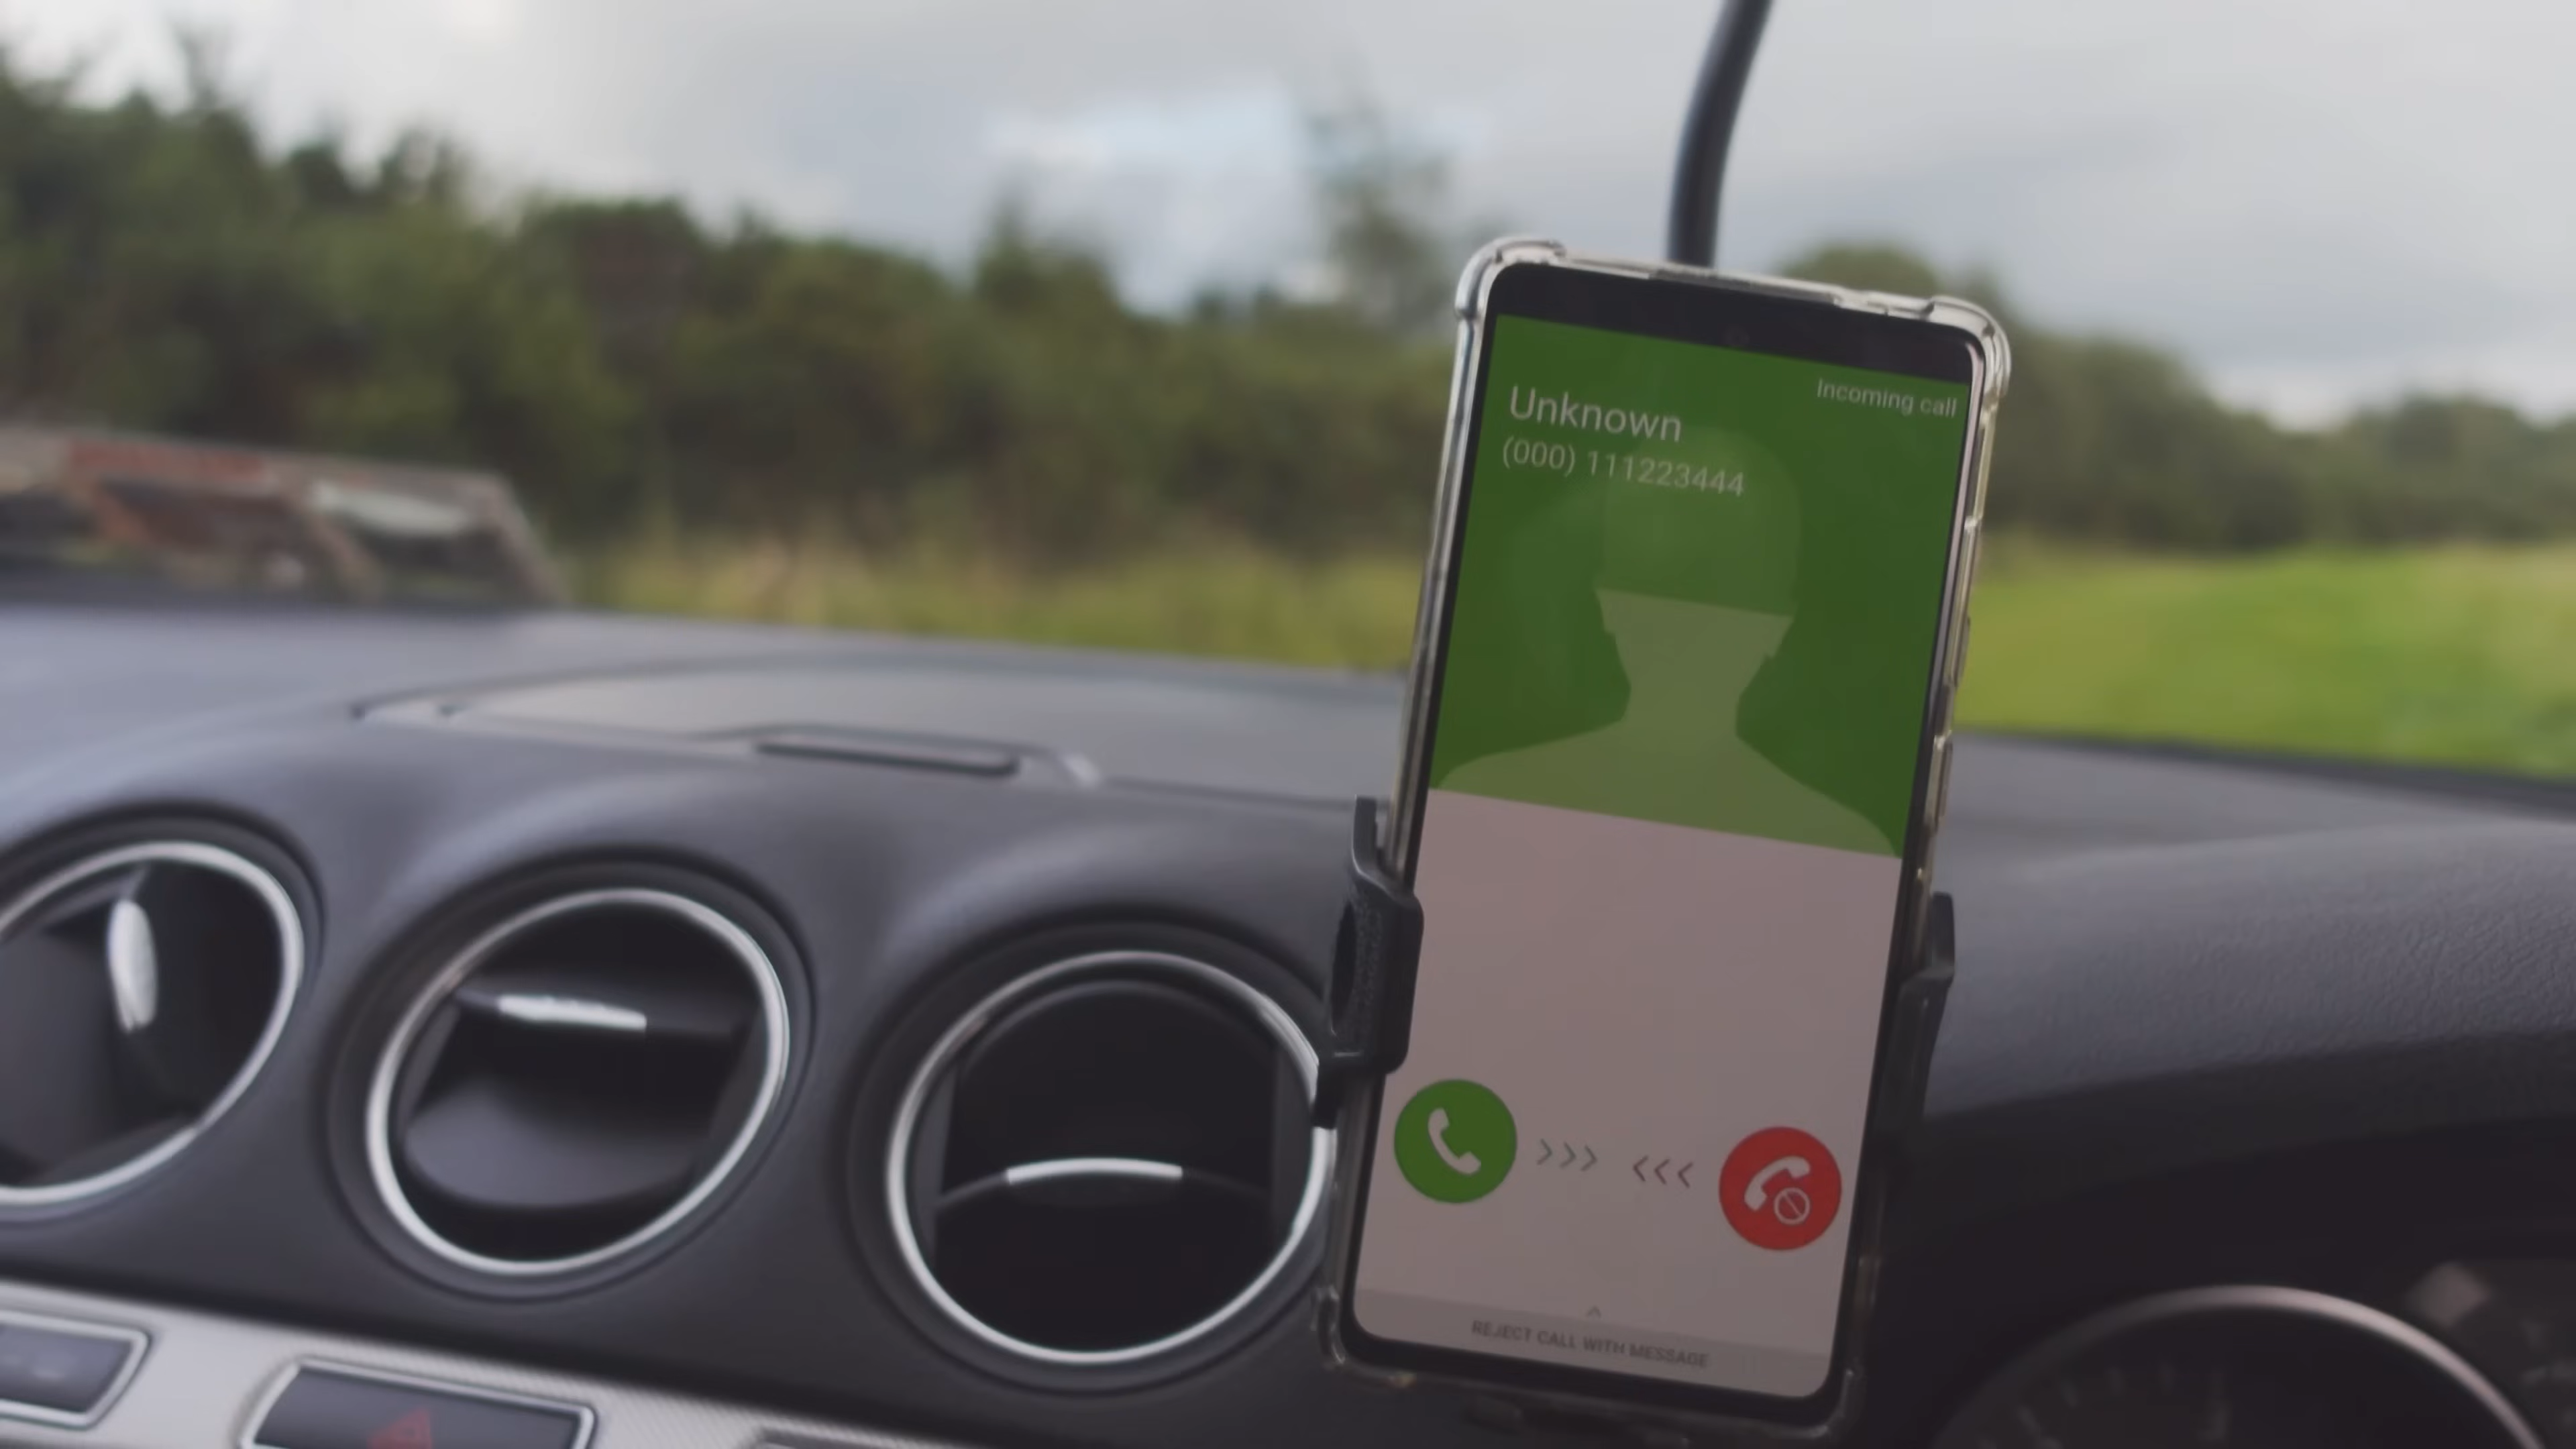 Incoming call
Unknown
(000) 111223444
REJECT CALL WITH MESSAGE